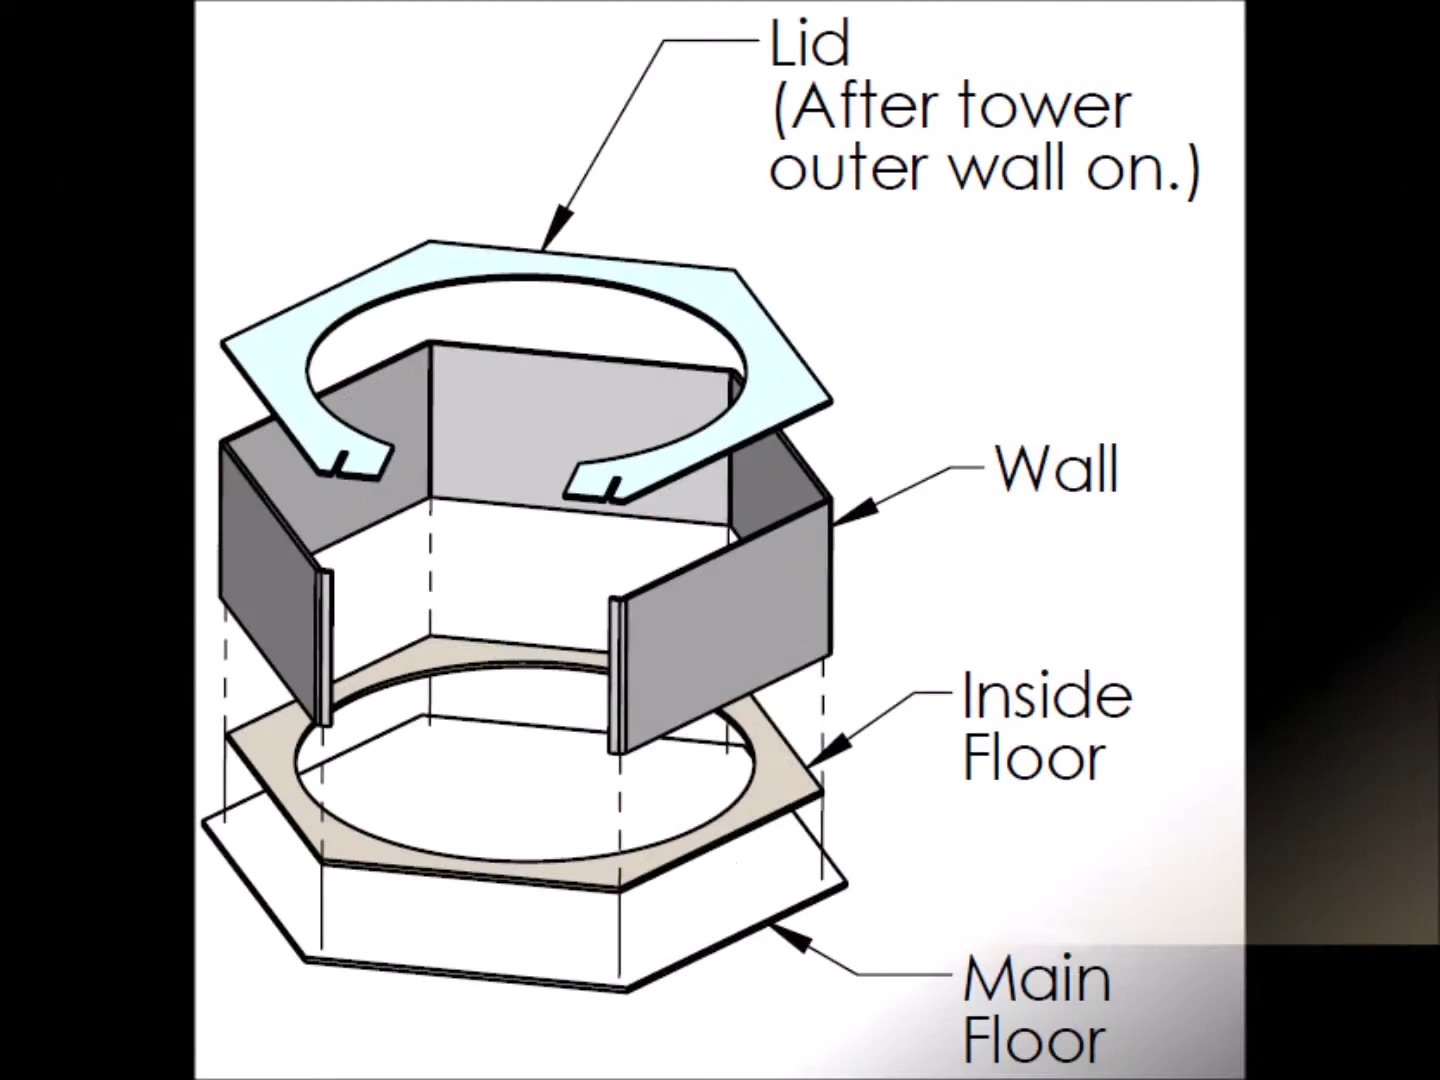 Lid
(After tower
outer wall on.)
Wall
Inside
Floor
Main
Floor